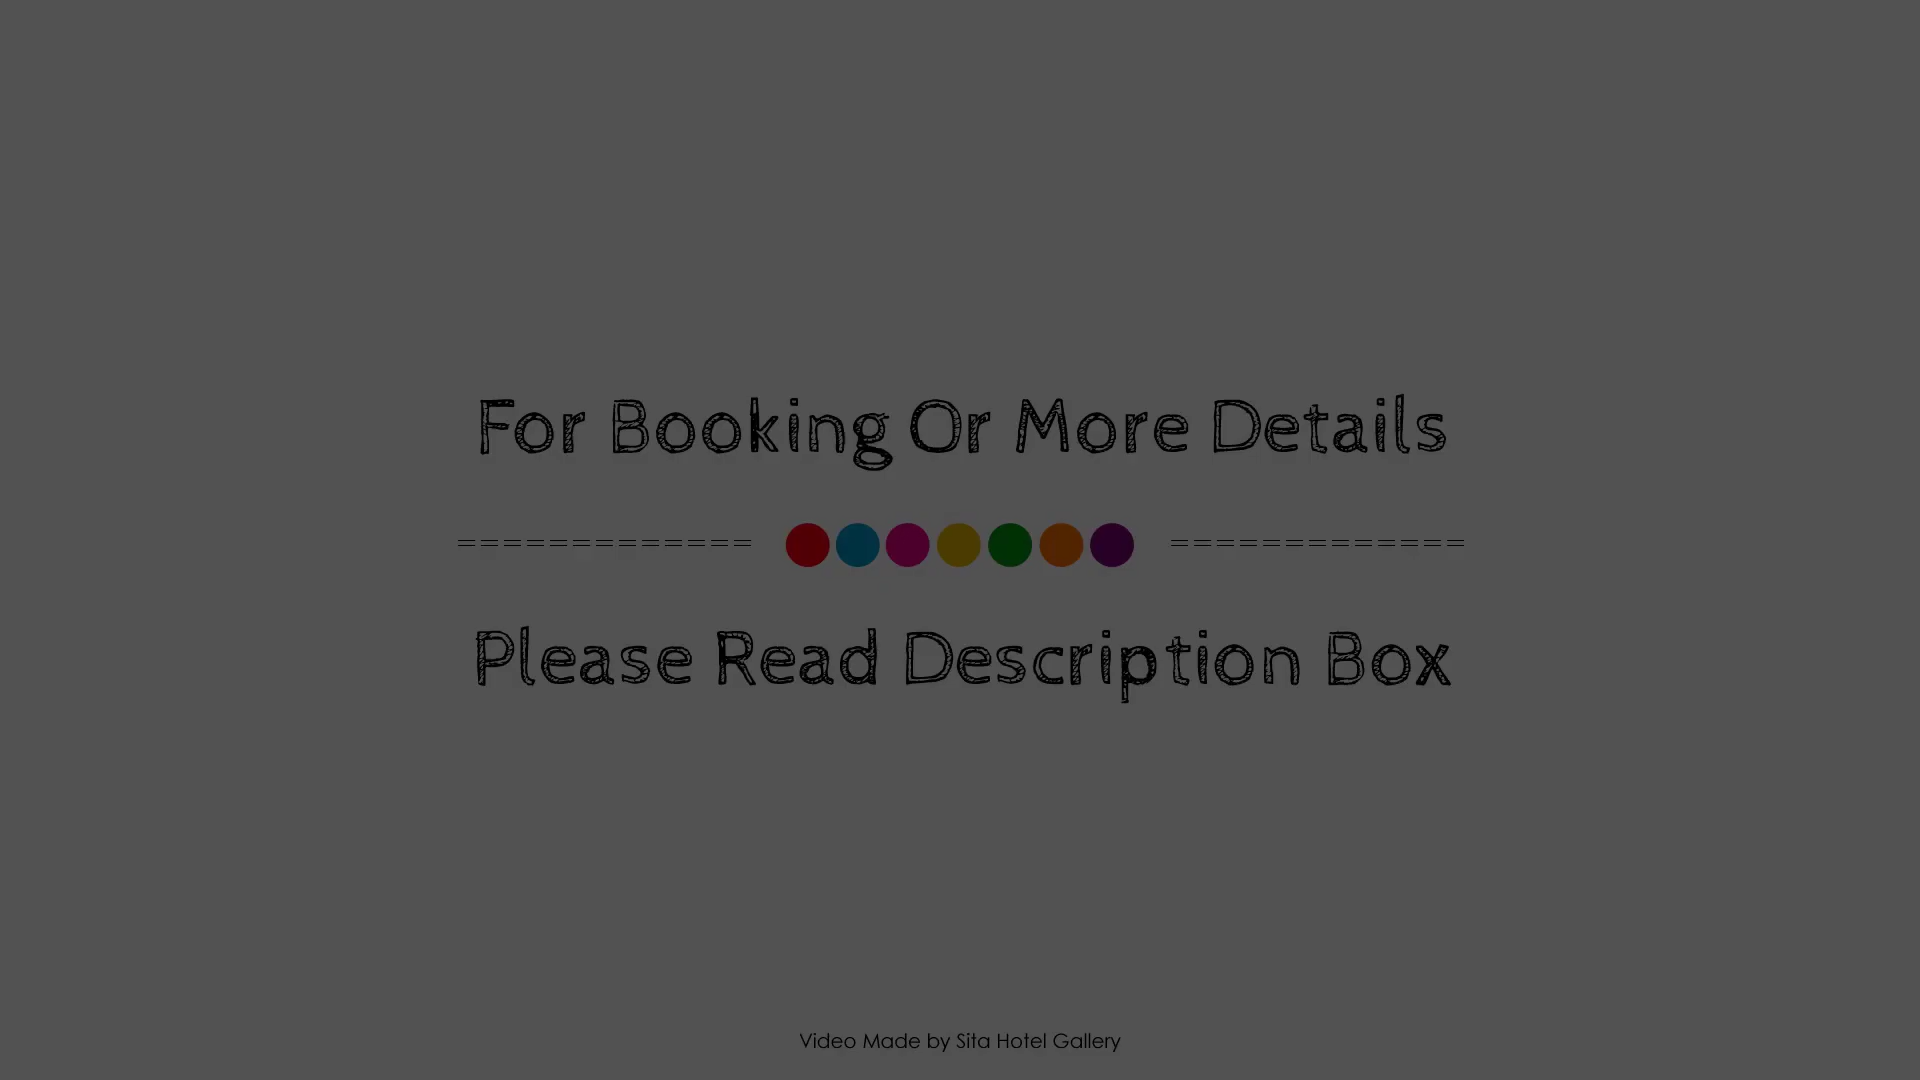 For Booking Or More Details
============= =============
Please Read Description Box
Video Made by Sita Hotel Gallery